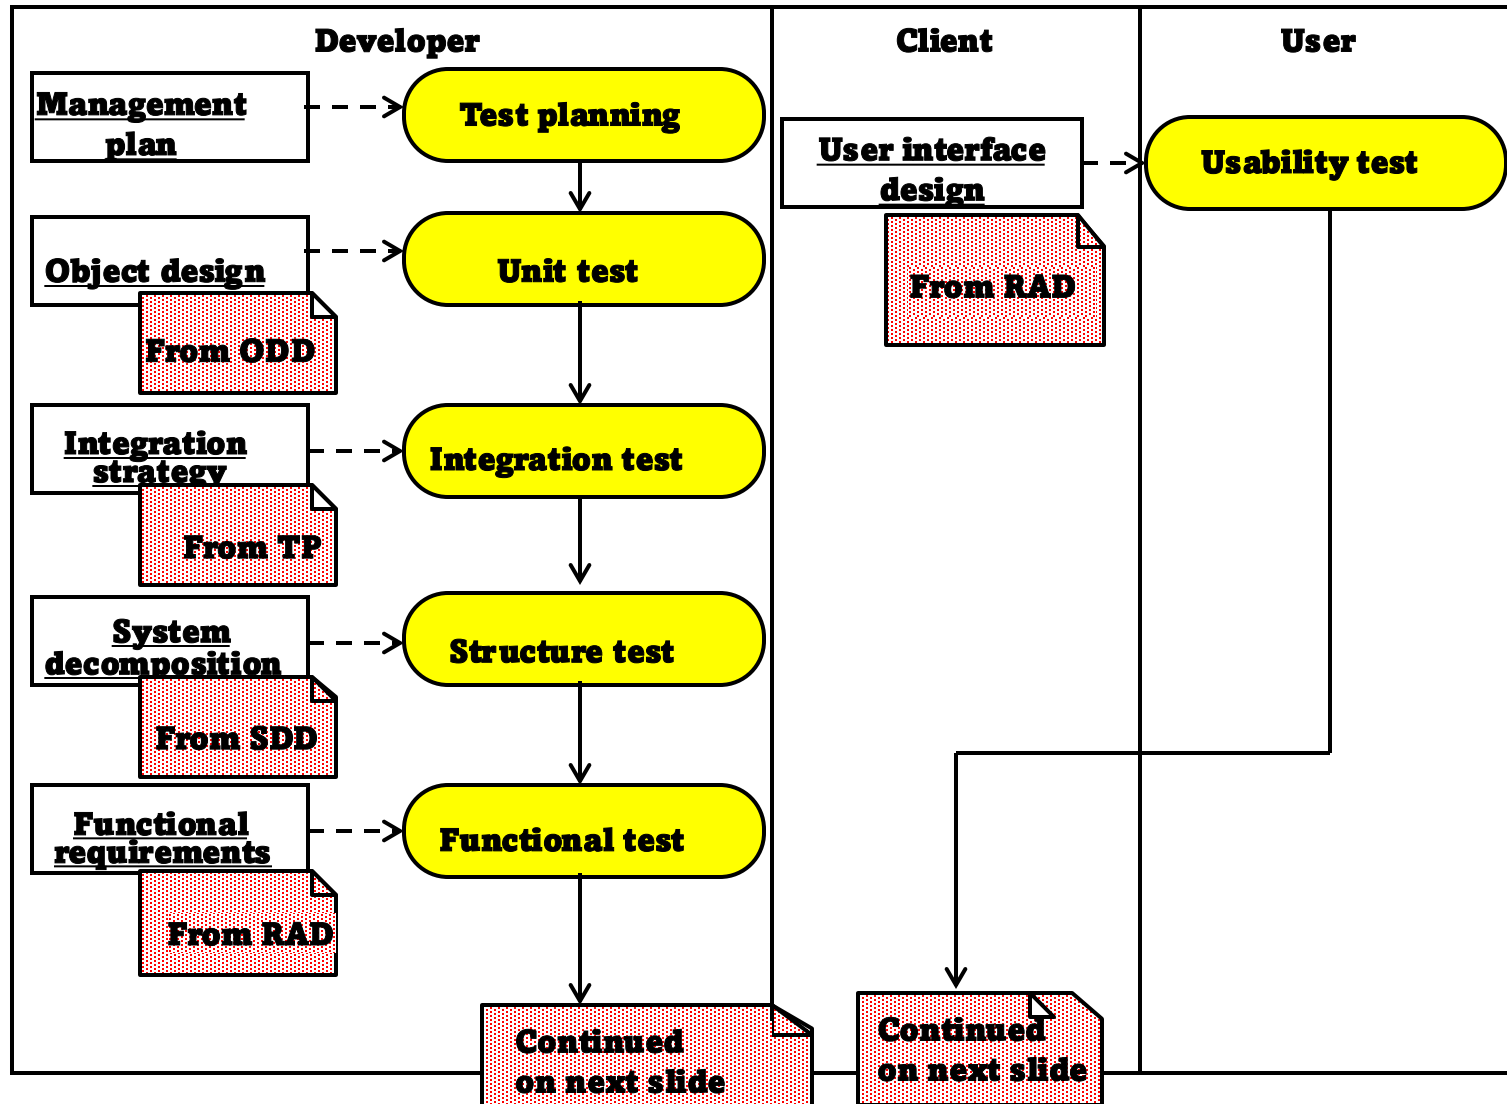 Developer
Client
User
Management
plan
Test planning
User interface
design
Usability test
Object design
Unit test
From RAD
From ODD
Integration
strategy
Integration test
From TP
System
decomposition
Structure test
From SDD
Functional
requirements
Functional test
From RAD
Continued
on next slide
Continued
on next slide